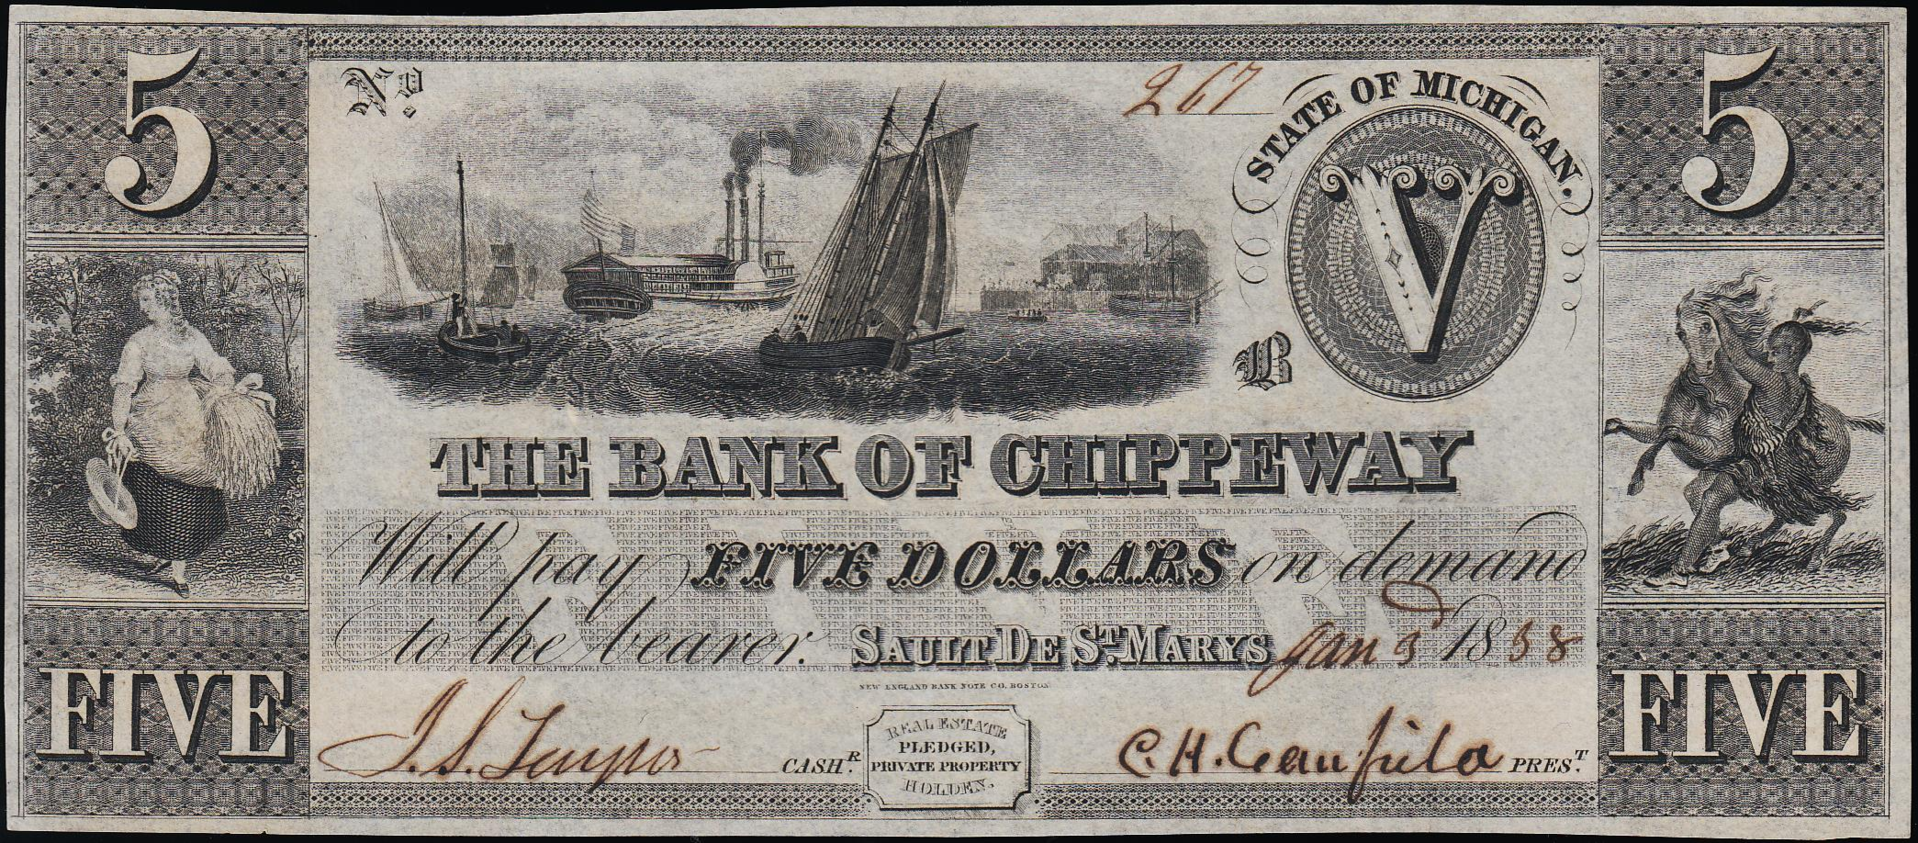 5
No.
267
STATE OF MICHIGAN.
5
V
B
THE BANK OF CHIPPEWAY
Will pay FIVE DOLLARS on demand
to the bearer. SAULT DE ST. MARYS Jan 3 1838
NEW ENGLAND BANK NOTE CO. BOSTON
FIVE
CASHR.
REAL ESTATE
PLEDGED,
PRIVATE PROPERTY
HOLDEN.
C. H. Canfield PREST.
FIVE